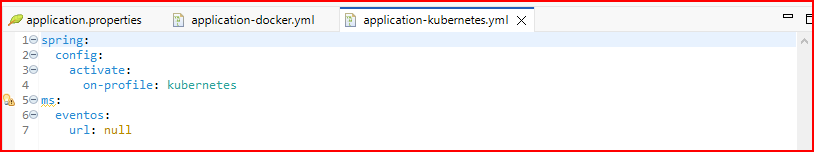 application.properties application-docker.yml application-kubernetes.yml
1 spring:
2   config:
3     activate:
4       on-profile: kubernetes
5 ms:
6   eventos:
7     url: null